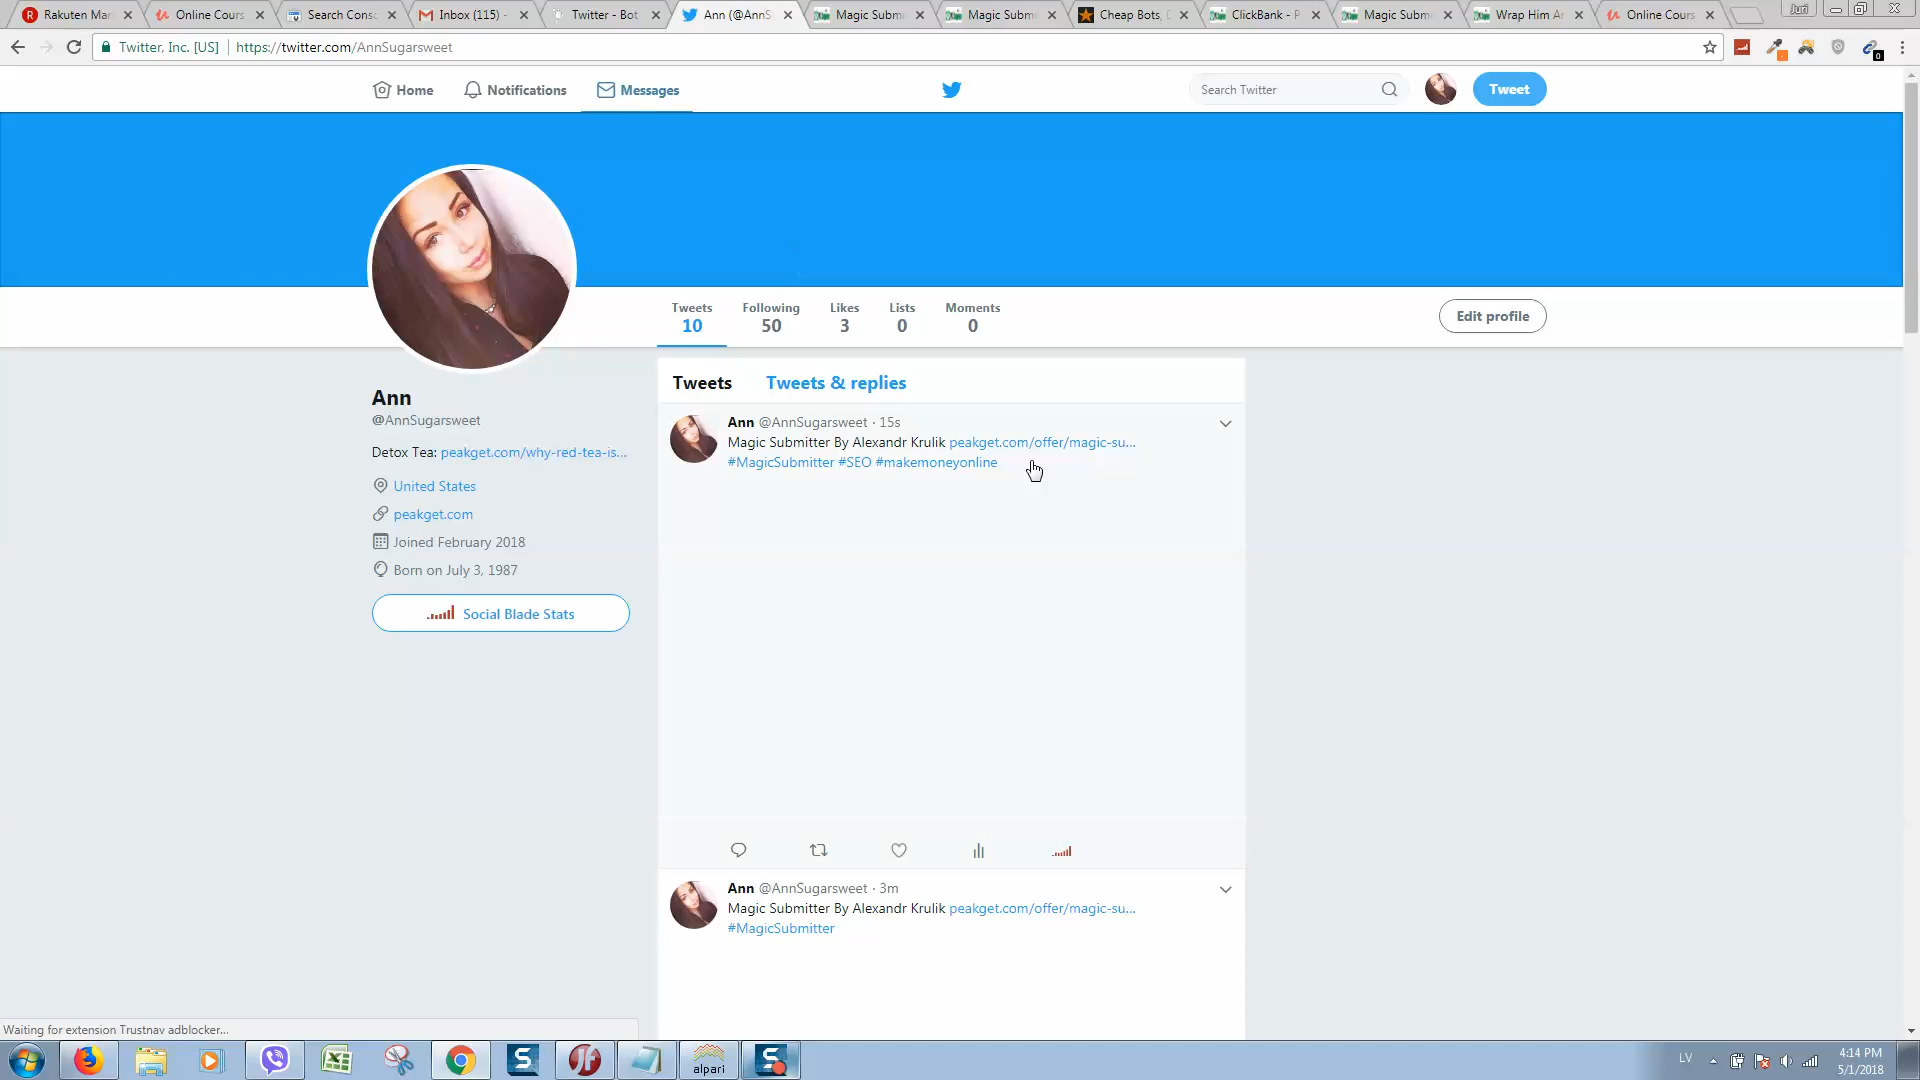 Rakuten Mar
Online Cours
Search Consc
Inbox (115) -
Twitter - Bot
Ann (@AnnS
Magic Subm
Magic Subm
Cheap Bots, D
ClickBank - P
Magic Subm
Wrap Him Ar
Online Cours
Juri
Twitter, Inc. [US] https://twitter.com/AnnSugarsweet
0
Home
Notifications
Messages
Search Twitter
Tweet
Tweets
10
Following
50
Likes
3
Lists
0
Moments
0
Edit profile
Ann
@AnnSugarsweet
Detox Tea: peakget.com/why-red-tea-is...
United States
peakget.com
Joined February 2018
Born on July 3, 1987
Social Blade Stats
Tweets
Tweets & replies
Ann @AnnSugarsweet · 15s
Magic Submitter By Alexandr Krulik peakget.com/offer/magic-su...
#MagicSubmitter #SEO #makemoneyonline
Ann @AnnSugarsweet · 3m
Magic Submitter By Alexandr Krulik peakget.com/offer/magic-su...
#MagicSubmitter
Waiting for extension Trustnav adblocker...
alpari
LV
4:14 PM
5/1/2018